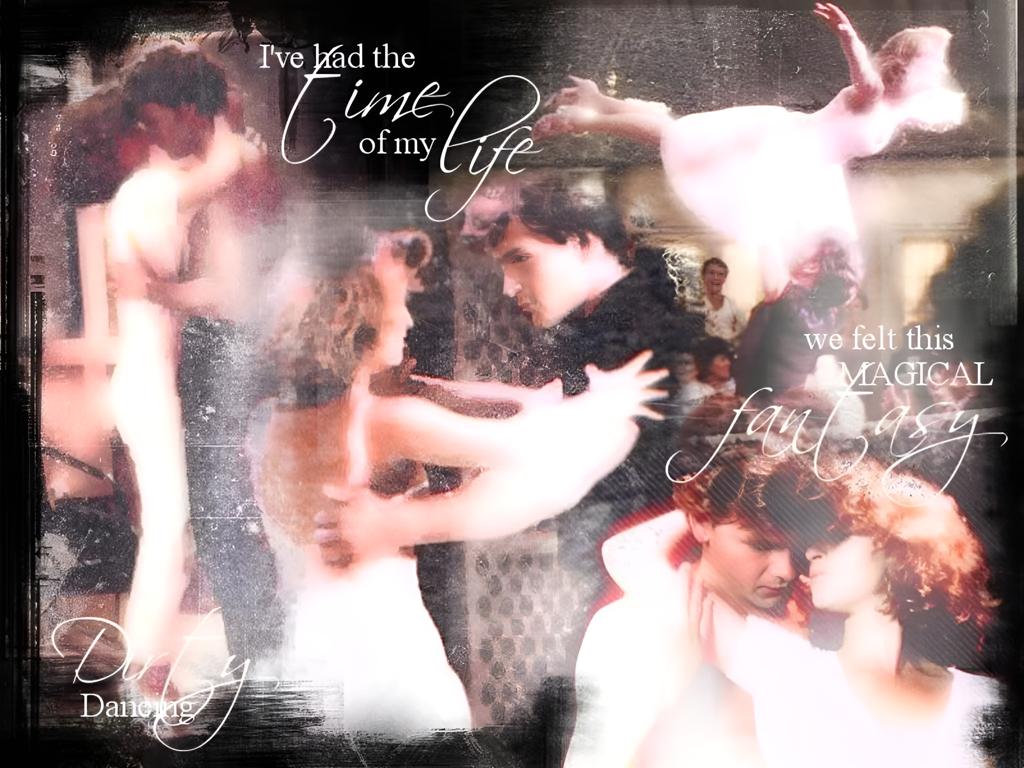 I've had the
time
of my life
we felt this
MAGICAL
fantasy
Dirty
Dancing